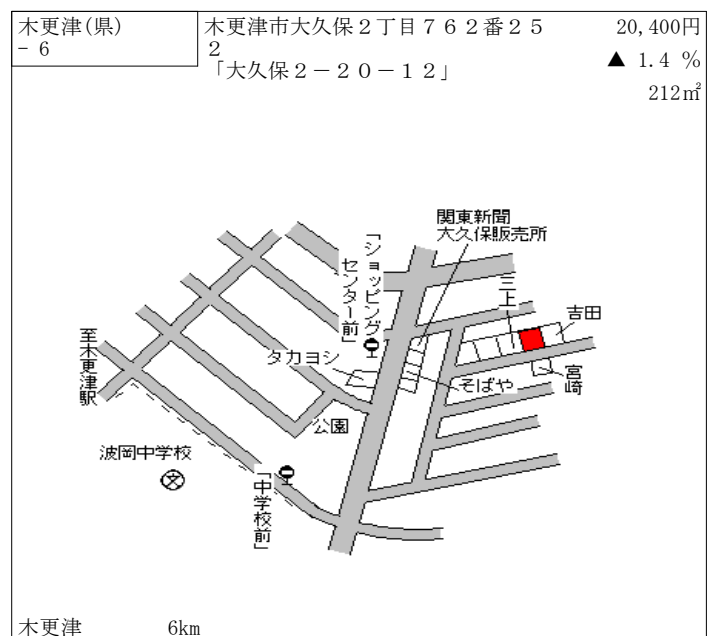 木更津(県)
- 6
木更津市大久保２丁目７６２番２５
２
「大久保２－２０－１２」
20,400円
▲ 1.4 %
212㎡
関東新聞
大久保販売所
「ショッピング
センター前」
三上
吉田
至木更津駅
タカヨシ
そばや
宮崎
公園
波岡中学校
文
「中学校前」
木更津 6km